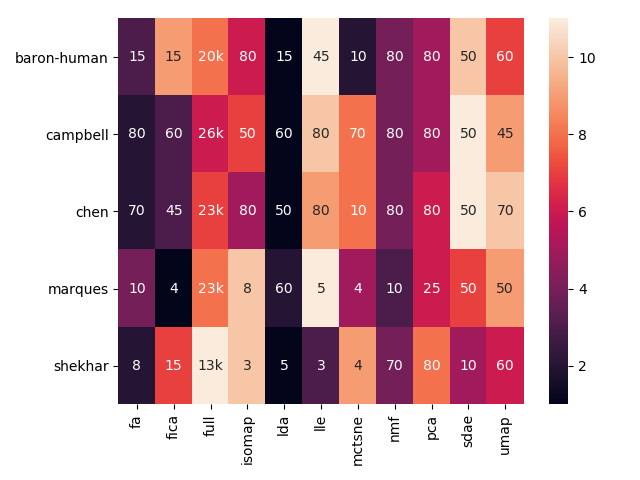 baron-human 15 15 20k 80 15 45 10 80 80 50 60
campbell 80 60 26k 50 60 80 70 80 80 50 45
chen 70 45 23k 80 50 80 10 80 80 50 70
marques 10 4 23k 8 60 5 4 10 25 50 50
shekhar 8 15 13k 3 5 3 4 70 80 10 60
fa fica full isomap lda lle mctsne nmf pca sdae umap
10
8
6
4
2